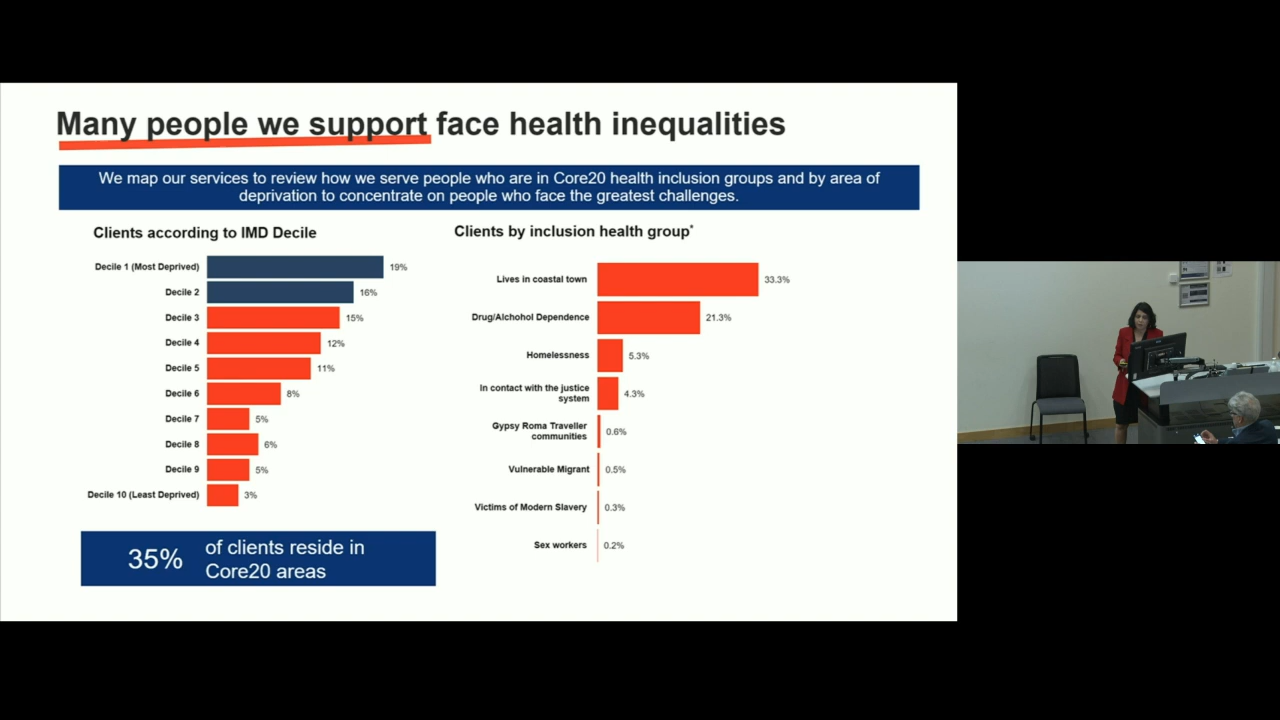 Many people we support face health inequalities
We map our services to review how we serve people who are in Core20 health inclusion groups and by area of
deprivation to concentrate on people who face the greatest challenges.
Clients according to IMD Decile
Decile 1 (Most Deprived) 19%
Decile 2 16%
Decile 3 15%
Decile 4 12%
Decile 5 11%
Decile 6 8%
Decile 7 5%
Decile 8 6%
Decile 9 5%
Decile 10 (Least Deprived) 3%
35%
of clients reside in
Core20 areas
Clients by inclusion health group*
Lives in coastal town 33.3%
Drug/Alchohol Dependence 21.3%
Homelessness 5.3%
In contact with the justice
system 4.3%
Gypsy Roma Traveller
communities 0.6%
Vulnerable Migrant 0.5%
Victims of Modern Slavery 0.3%
Sex workers 0.2%